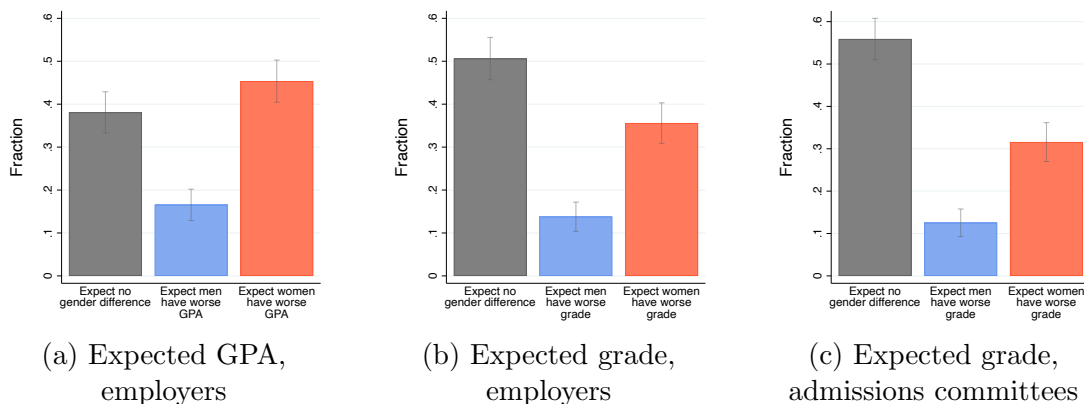 Fraction
0 .1 .2 .3 .4 .5 .6
Expect no
gender difference
Expect men
have worse
GPA
Expect women
have worse
GPA
(a) Expected GPA,
employers
Fraction
0 .1 .2 .3 .4 .5 .6
Expect no
gender difference
Expect men
have worse
grade
Expect women
have worse
grade
(b) Expected grade,
employers
Fraction
0 .1 .2 .3 .4 .5 .6
Expect no
gender difference
Expect men
have worse
grade
Expect women
have worse
grade
(c) Expected grade,
admissions committees